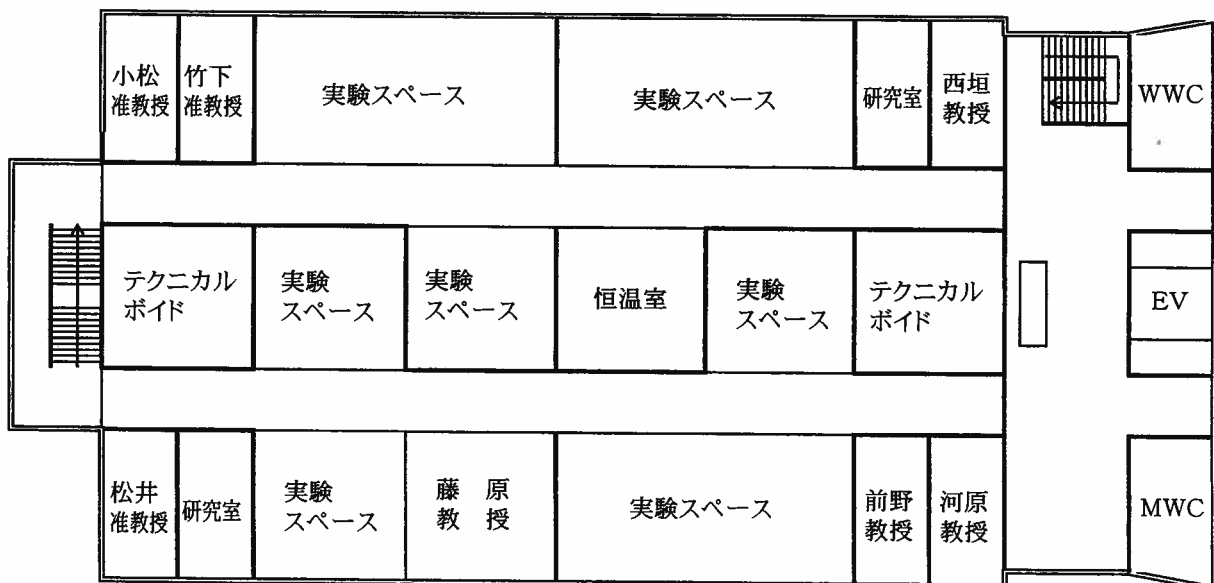 小松
准教授
竹下
准教授
実験スペース
実験スペース
研究室
西垣
教授
WWC
テクニカル
ボイド
実験
スペース
実験
スペース
恒温室
実験
スペース
テクニカル
ボイド
EV
松井
准教授
研究室
実験
スペース
藤　原
教　授
実験スペース
前野
教授
河原
教授
MWC